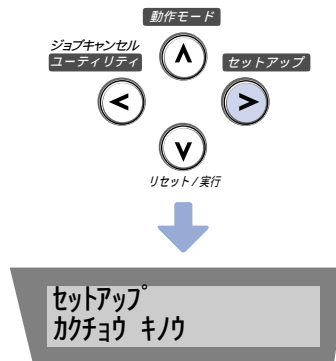 動作モード
ジョブキャンセル
ユーティリティ
セットアップ
リセット/実行
セットアップ
カクチョウ キノウ